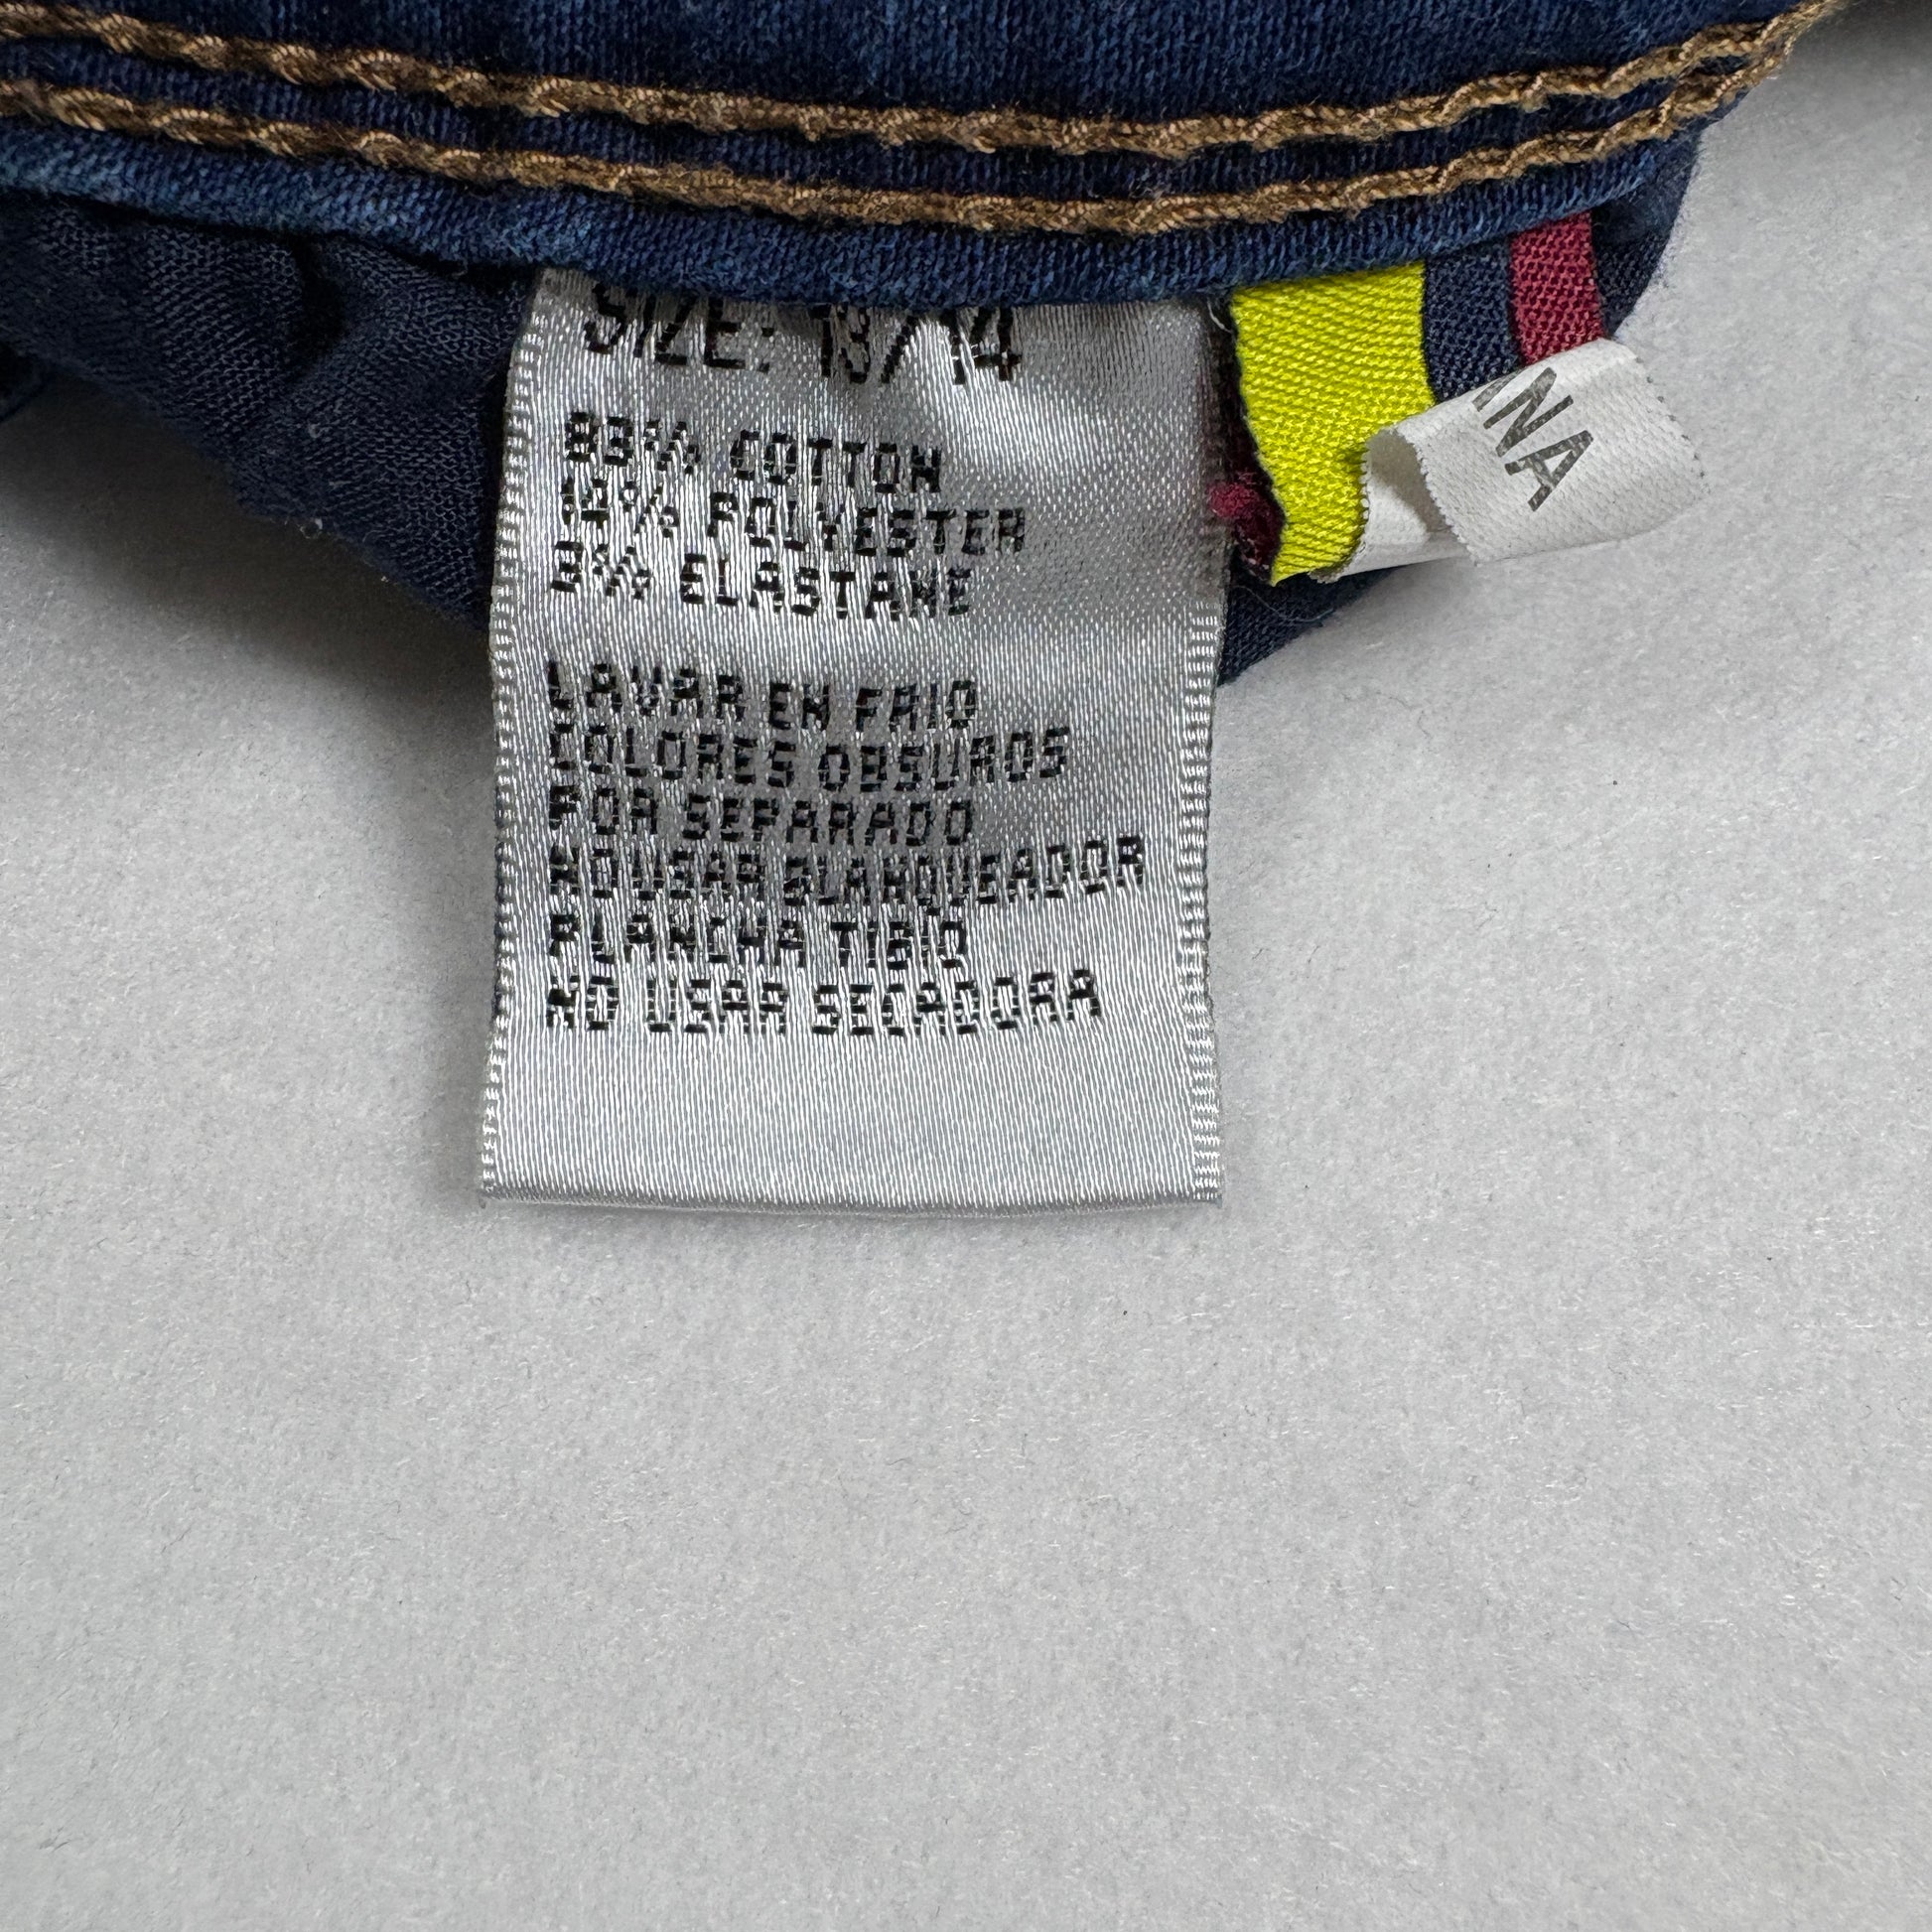 SIZE: 13/14
83% COTTON
14% POLYESTER
3% ELASTANE
LAVAR EN FRIO
COLORES OBSUROS
POR SEPARADO
NO USAR BLANQUEADOR
PLANCHA TIBIO
NO USAR SECADORA
INA